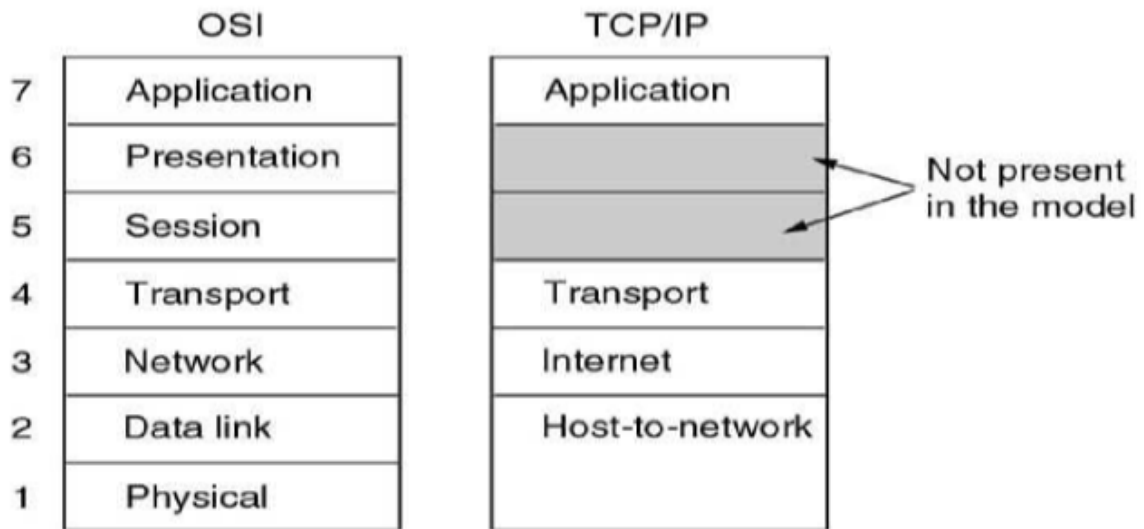 OSI TCP/IP
7 Application Application
6 Presentation
5 Session
Not present
in the model
4 Transport Transport
3 Network Internet
2 Data link Host-to-network
1 Physical